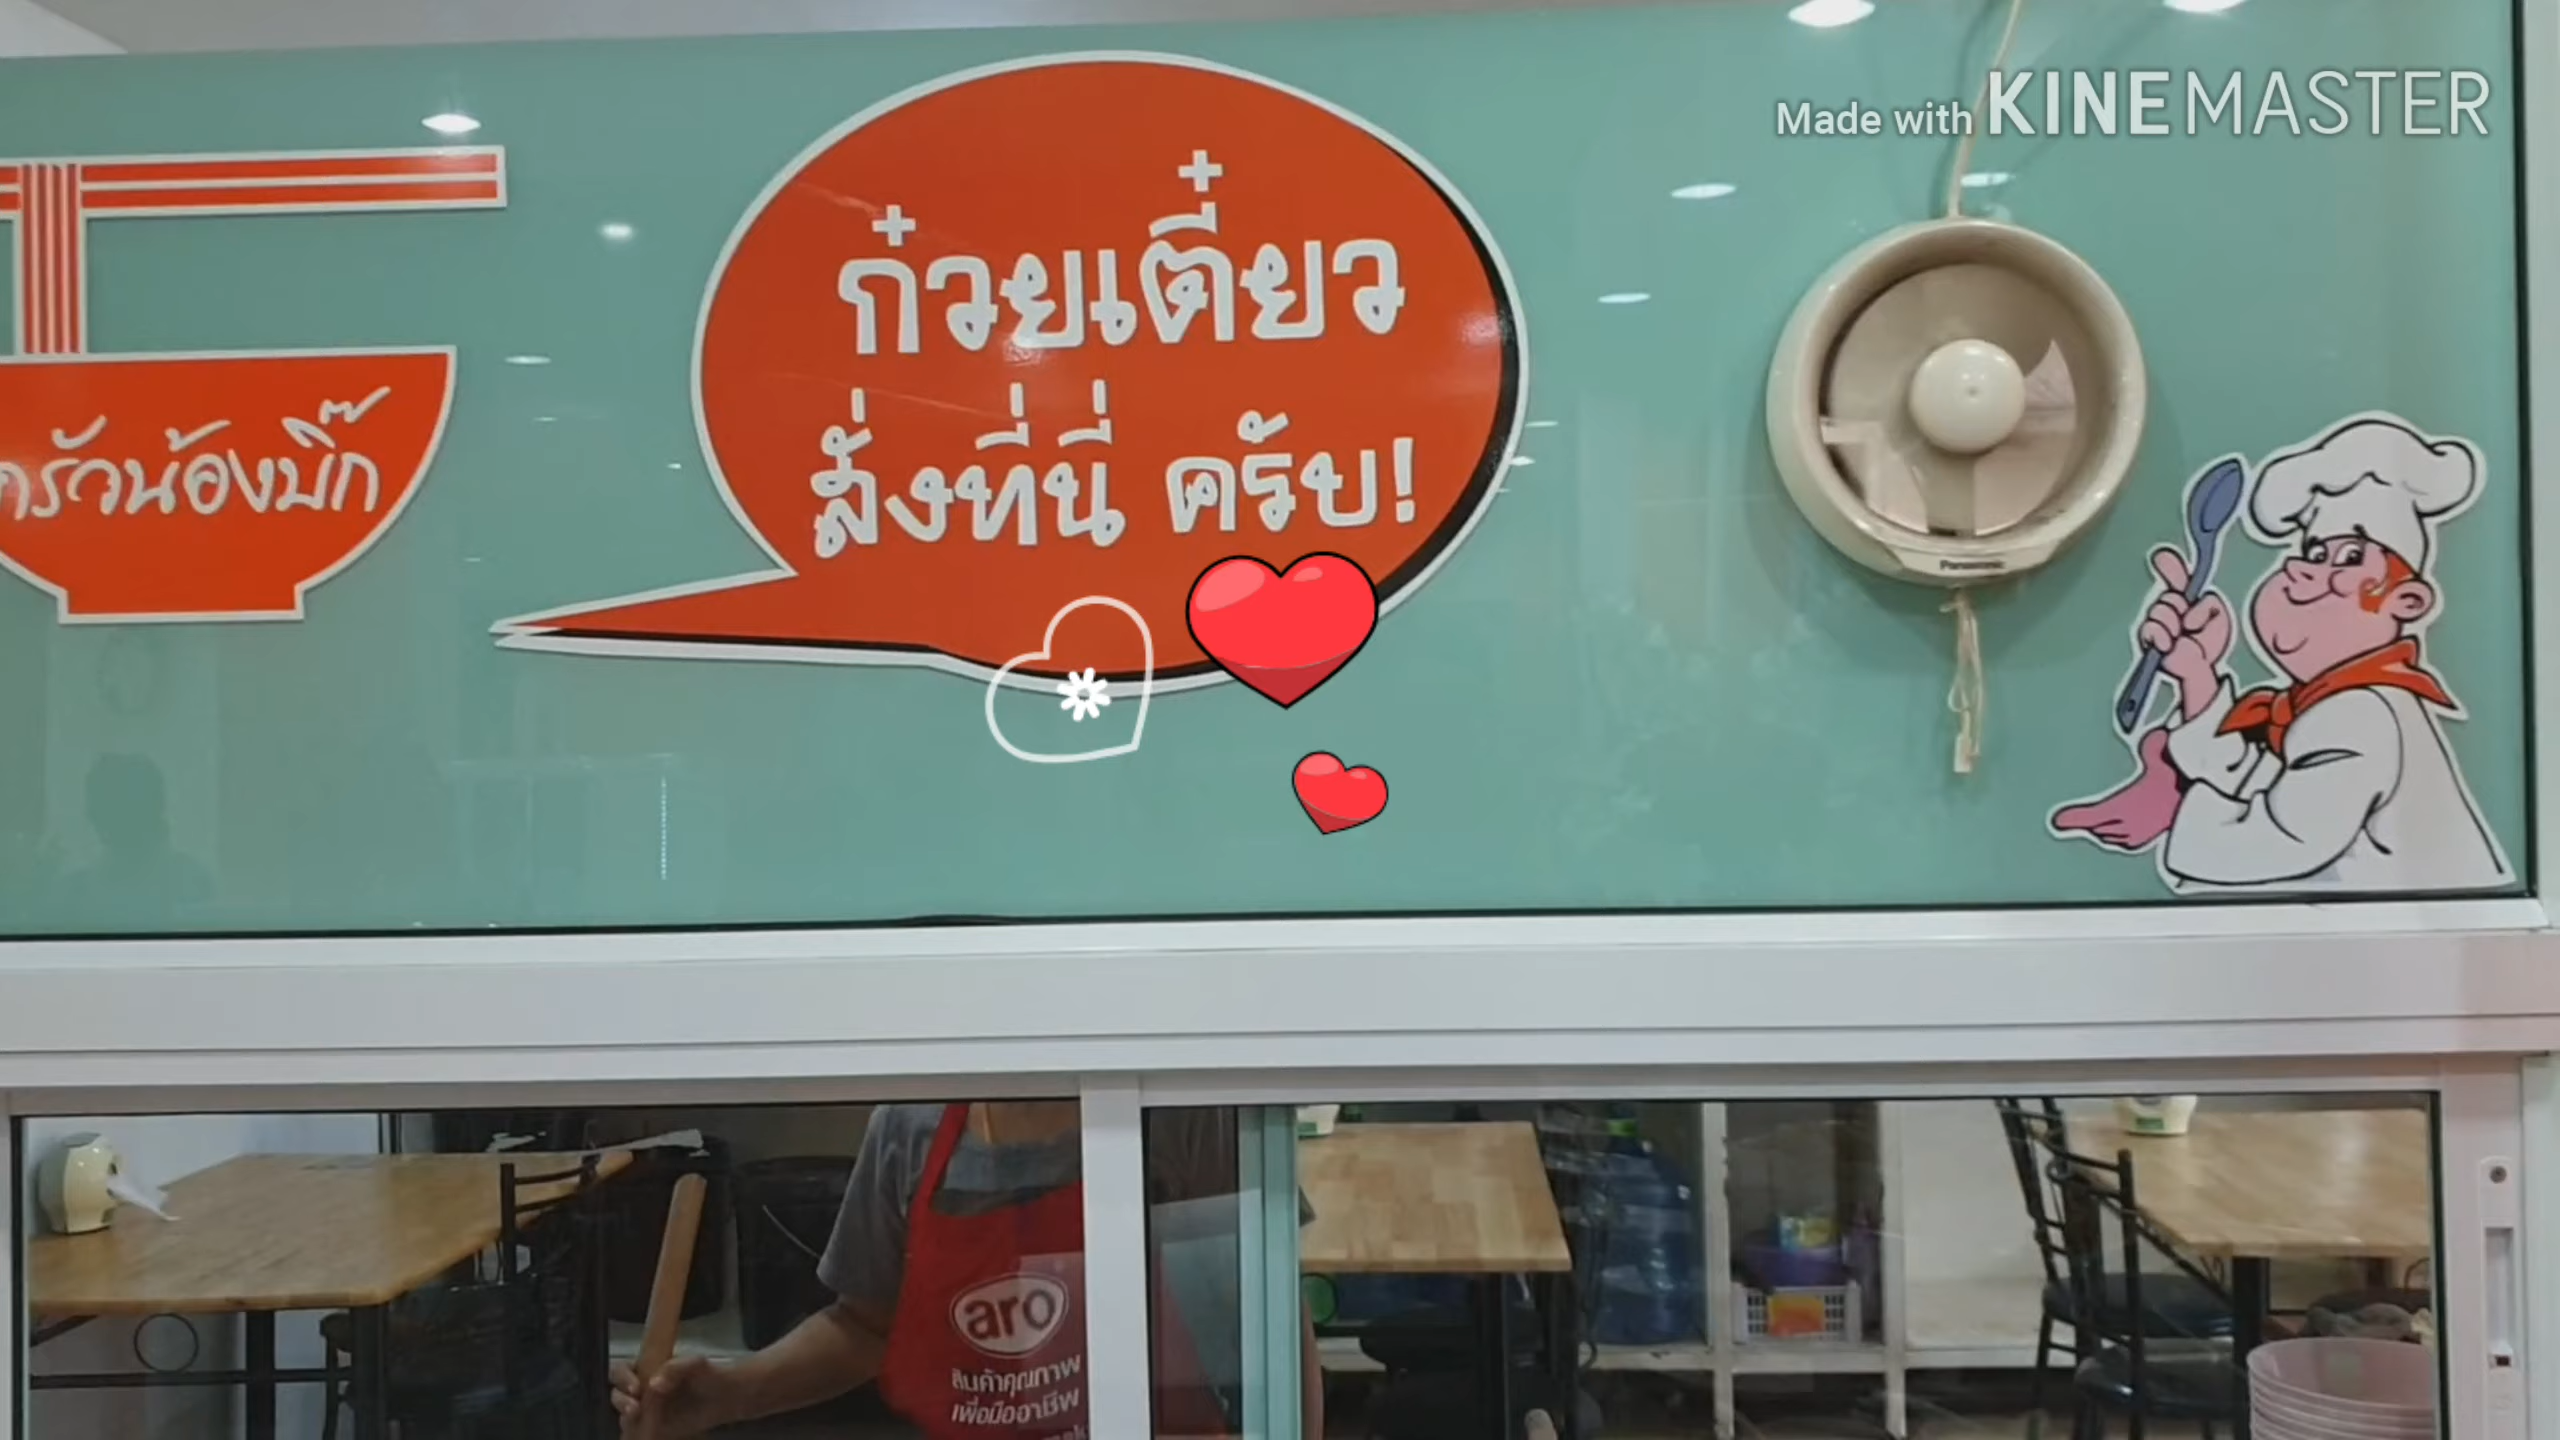 Made with KINEMASTER
ก๋วยเตี๋ยว
สั่งที่นี่ ครับ!
ครัวน้องบิ๊ก
Panasonic
aro
สินค้าคุณภาพ
เพื่อมืออาชีพ